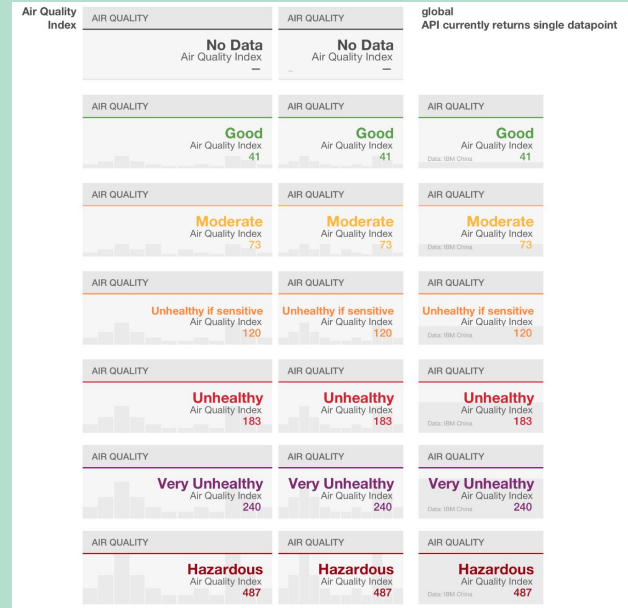 Air Quality
Index
AIR QUALITY
No Data
Air Quality Index
–
AIR QUALITY
No Data
Air Quality Index
–
–
global
API currently returns single datapoint
AIR QUALITY
Good
Air Quality Index
41
AIR QUALITY
Good
Air Quality Index
41
AIR QUALITY
Good
Air Quality Index
Data: IBM China 41
AIR QUALITY
Moderate
Air Quality Index
73
AIR QUALITY
Moderate
Air Quality Index
73
AIR QUALITY
Moderate
Air Quality Index
Data: IBM China 73
AIR QUALITY
Unhealthy if sensitive
Air Quality Index
120
AIR QUALITY
Unhealthy if sensitive
Air Quality Index
120
AIR QUALITY
Unhealthy if sensitive
Air Quality Index
Data: IBM China 120
AIR QUALITY
Unhealthy
Air Quality Index
183
AIR QUALITY
Unhealthy
Air Quality Index
183
AIR QUALITY
Unhealthy
Air Quality Index
Data: IBM China 183
AIR QUALITY
Very Unhealthy
Air Quality Index
240
AIR QUALITY
Very Unhealthy
Air Quality Index
240
AIR QUALITY
Very Unhealthy
Air Quality Index
Data: IBM China 240
AIR QUALITY
Hazardous
Air Quality Index
487
AIR QUALITY
Hazardous
Air Quality Index
487
AIR QUALITY
Hazardous
Air Quality Index
Data: IBM China 487